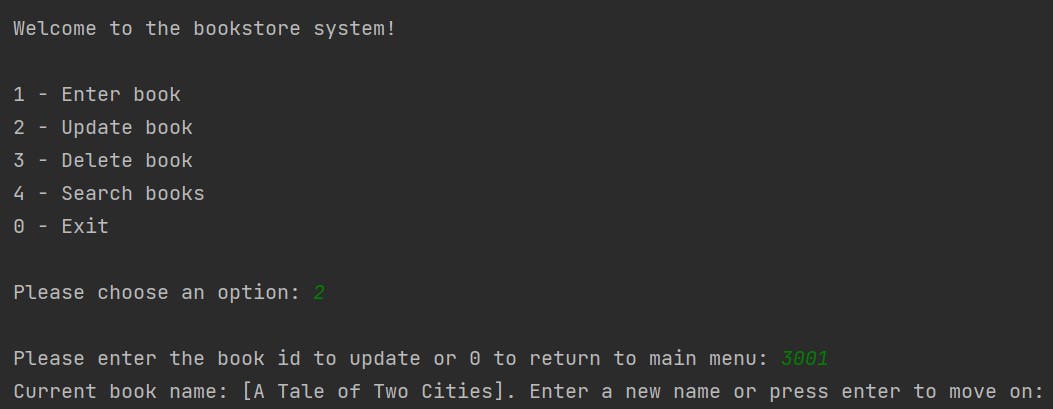 Welcome to the bookstore system!
1 - Enter book
2 - Update book
3 - Delete book
4 - Search books
0 - Exit
Please choose an option: 2
Please enter the book id to update or 0 to return to main menu: 3001
Current book name: [A Tale of Two Cities]. Enter a new name or press enter to move on: